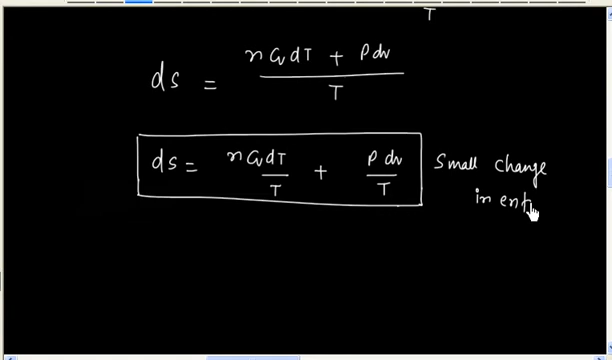 T
ds = nCvdT + Pdv
T
ds = nCvdT/T + Pdv/T small change
in ent